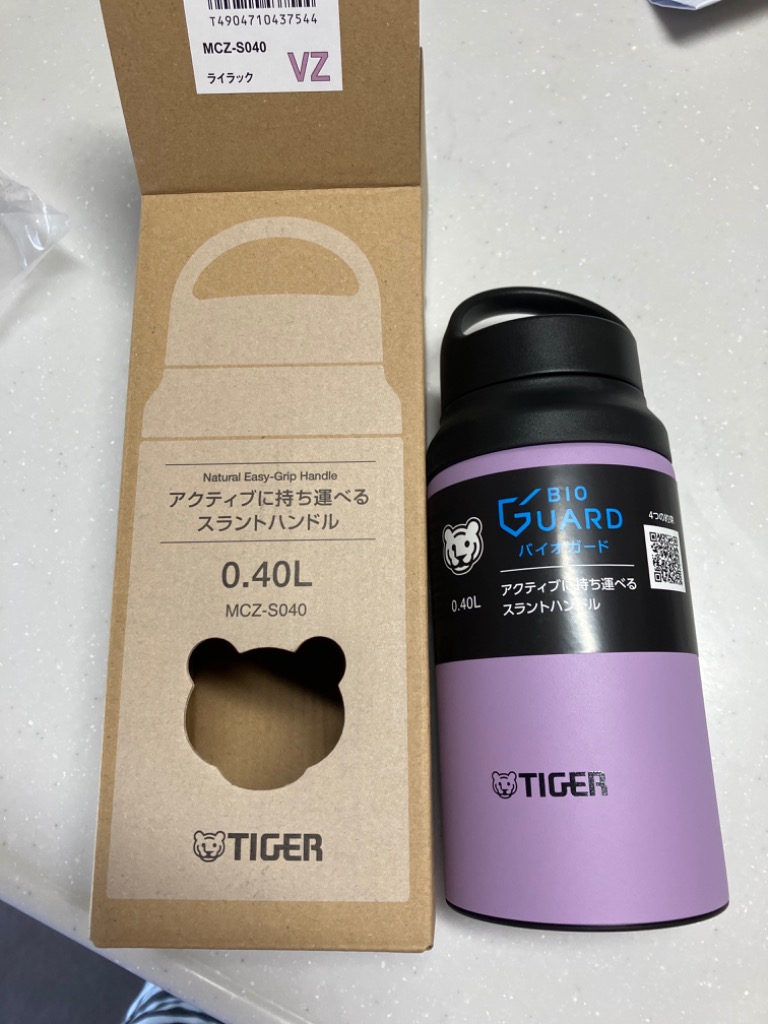 T4904710437544
MCZ-S040
VZ
ライラック
Natural Easy-Grip Handle
アクティブに持ち運べる
スラントハンドル
0.40L
MCZ-S040
TIGER
BIO
GUARD
バイオガード
4つの約束
0.40L
アクティブに持ち運べる
スラントハンドル
TIGER